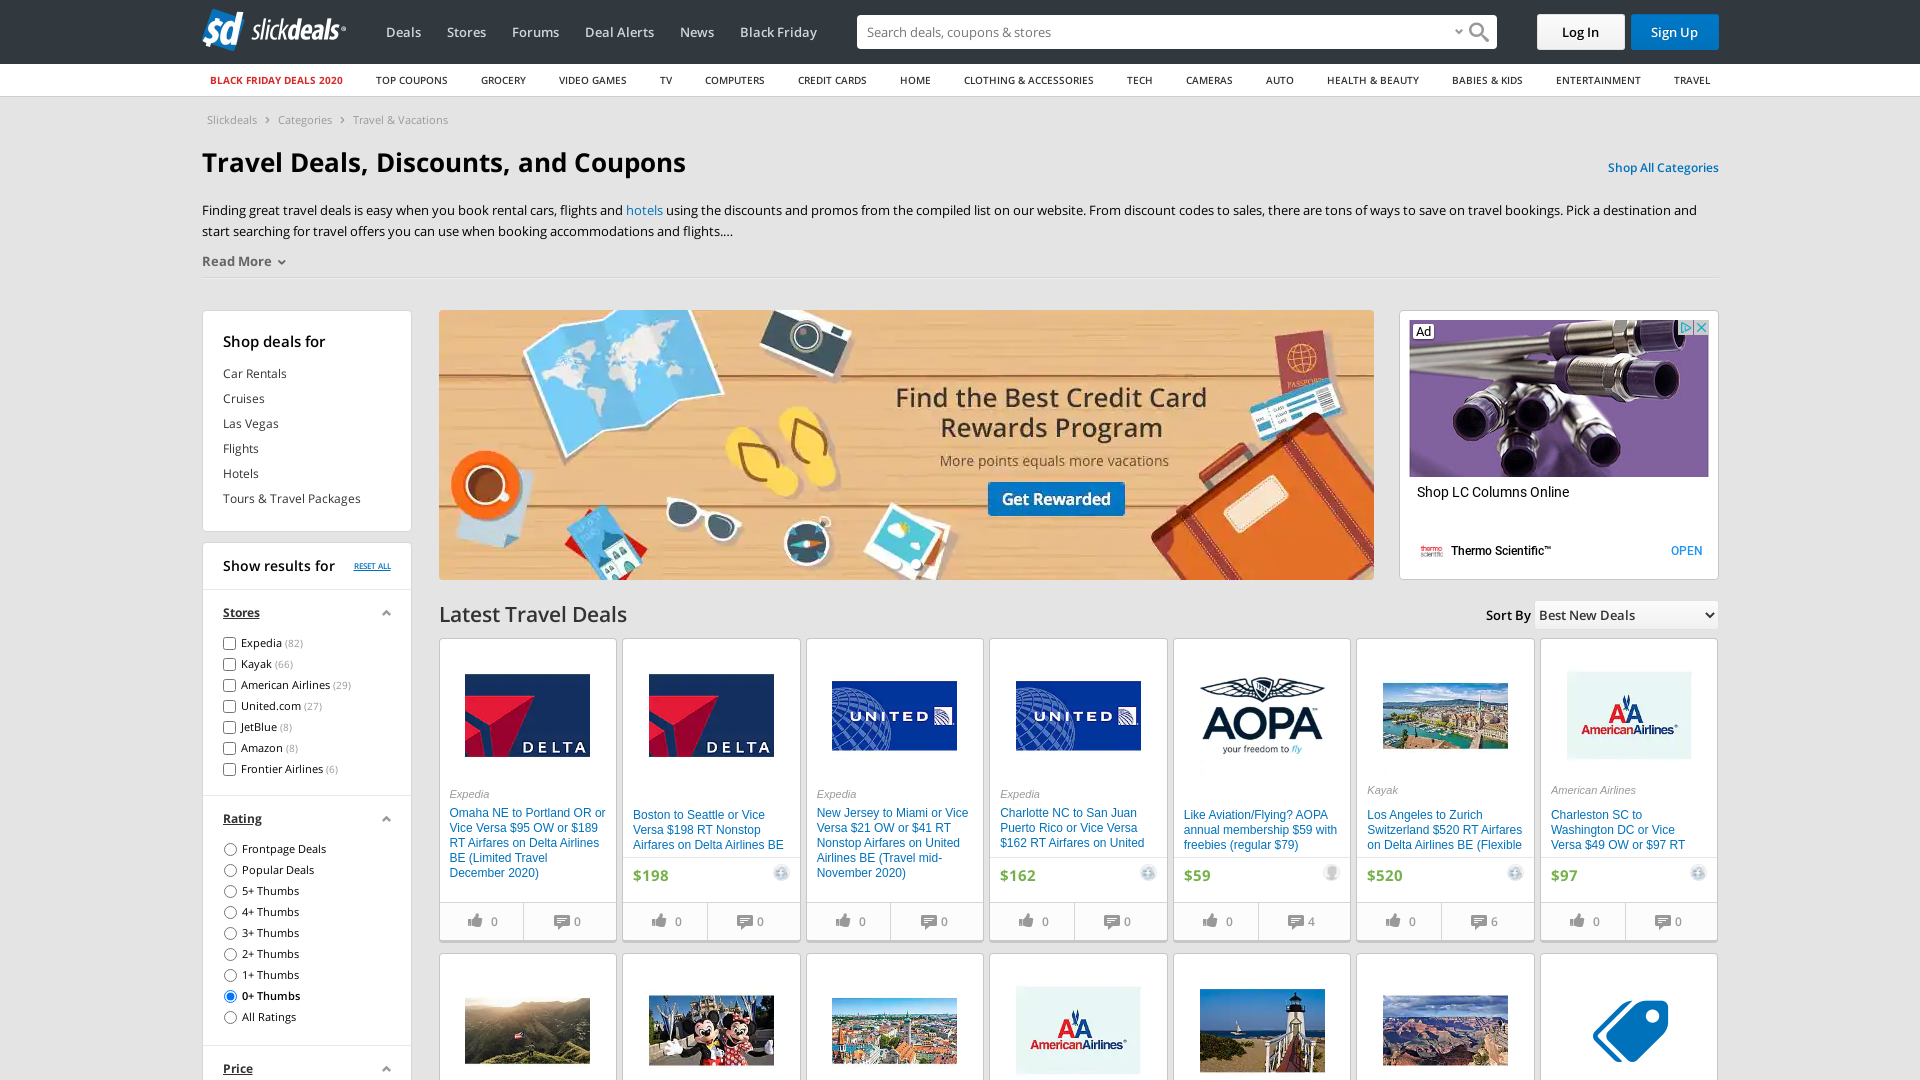 slickdeals
Deals
Stores
Forums
Deal Alerts
News
Black Friday
Search deals, coupons & stores
Log In
Sign Up
BLACK FRIDAY DEALS 2020
TOP COUPONS
GROCERY
VIDEO GAMES
TV
COMPUTERS
CREDIT CARDS
HOME
CLOTHING & ACCESSORIES
TECH
CAMERAS
AUTO
HEALTH & BEAUTY
BABIES & KIDS
ENTERTAINMENT
TRAVEL
Slickdeals
Categories
Travel & Vacations
Travel Deals, Discounts, and Coupons
Shop All Categories
Finding great travel deals is easy when you book rental cars, flights and hotels using the discounts and promos from the compiled list on our website. From discount codes to sales, there are tons of ways to save on travel bookings. Pick a destination and
start searching for travel offers you can use when booking accommodations and flights....
Read More
Shop deals for
Car Rentals
Cruises
Las Vegas
Flights
Hotels
Tours & Travel Packages
Find the Best Credit Card
Rewards Program
More points equals more vacations
Get Rewarded
PASSPORT
Ad
Shop LC Columns Online
thermo
scientific
Thermo Scientific™
OPEN
Show results for
RESET ALL
Stores
Expedia (82)
Kayak (66)
American Airlines (29)
United.com (27)
JetBlue (8)
Amazon (8)
Frontier Airlines (6)
Rating
Frontpage Deals
Popular Deals
5+ Thumbs
4+ Thumbs
3+ Thumbs
2+ Thumbs
1+ Thumbs
0+ Thumbs
All Ratings
Price
Latest Travel Deals
Sort By
Best New Deals
DELTA
Expedia
Omaha NE to Portland OR or
Vice Versa $95 OW or $189
RT Airfares on Delta Airlines
BE (Limited Travel
December 2020)
0
0
DELTA
Boston to Seattle or Vice
Versa $198 RT Nonstop
Airfares on Delta Airlines BE
$198
0
0
UNITED
Expedia
New Jersey to Miami or Vice
Versa $21 OW or $41 RT
Nonstop Airfares on United
Airlines BE (Travel mid-
November 2020)
0
0
UNITED
Expedia
Charlotte NC to San Juan
Puerto Rico or Vice Versa
$162 RT Airfares on United
$162
0
0
AOPA
your freedom to fly
Like Aviation/Flying? AOPA
annual membership $59 with
freebies (regular $79)
$59
0
4
Kayak
Los Angeles to Zurich
Switzerland $520 RT Airfares
on Delta Airlines BE (Flexible
$520
0
6
AmericanAirlines
American Airlines
Charleston SC to
Washington DC or Vice
Versa $49 OW or $97 RT
$97
0
0
AmericanAirlines